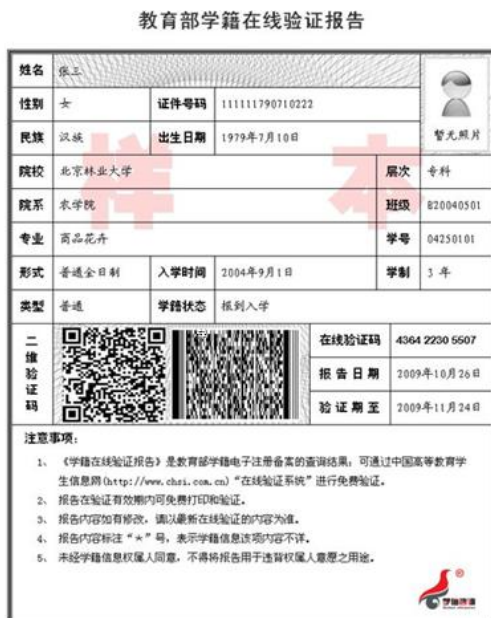 教育部学籍在线验证报告
姓名 张三
性别 女 证件号码 111111790710222
暂无照片
民族 汉族 出生日期 1979年7月10日
样本
院校 北京林业大学 层次 专科
院系 农学院 班级 820040501
专业 商品花卉 学号 04250101
形式 普通全日制 入学时间 2004年9月1日 学制 3 年
类型 普通 学籍状态 报到入学
二维验证码
在线验证码 4364 2230 5507
报告日期 2009年10月26日
验证期至 2009年11月24日
注意事项:
1、 《学籍在线验证报告》是教育部学籍电子注册备案的查询结果,可通过中国高等教育学
生信息网(http://www.chsi.com.cn)“在线验证系统”进行免费验证。
2、 报告在验证有效期内可免费打印和验证。
3、 报告内容如有修改,请以最新在线验证的内容为准。
4、 报告内容标注“*”号,表示学籍信息该项内容不详。
5、 未经学籍信息权属人同意,不得将报告用于违背权属人意愿之用途。
学信咨询